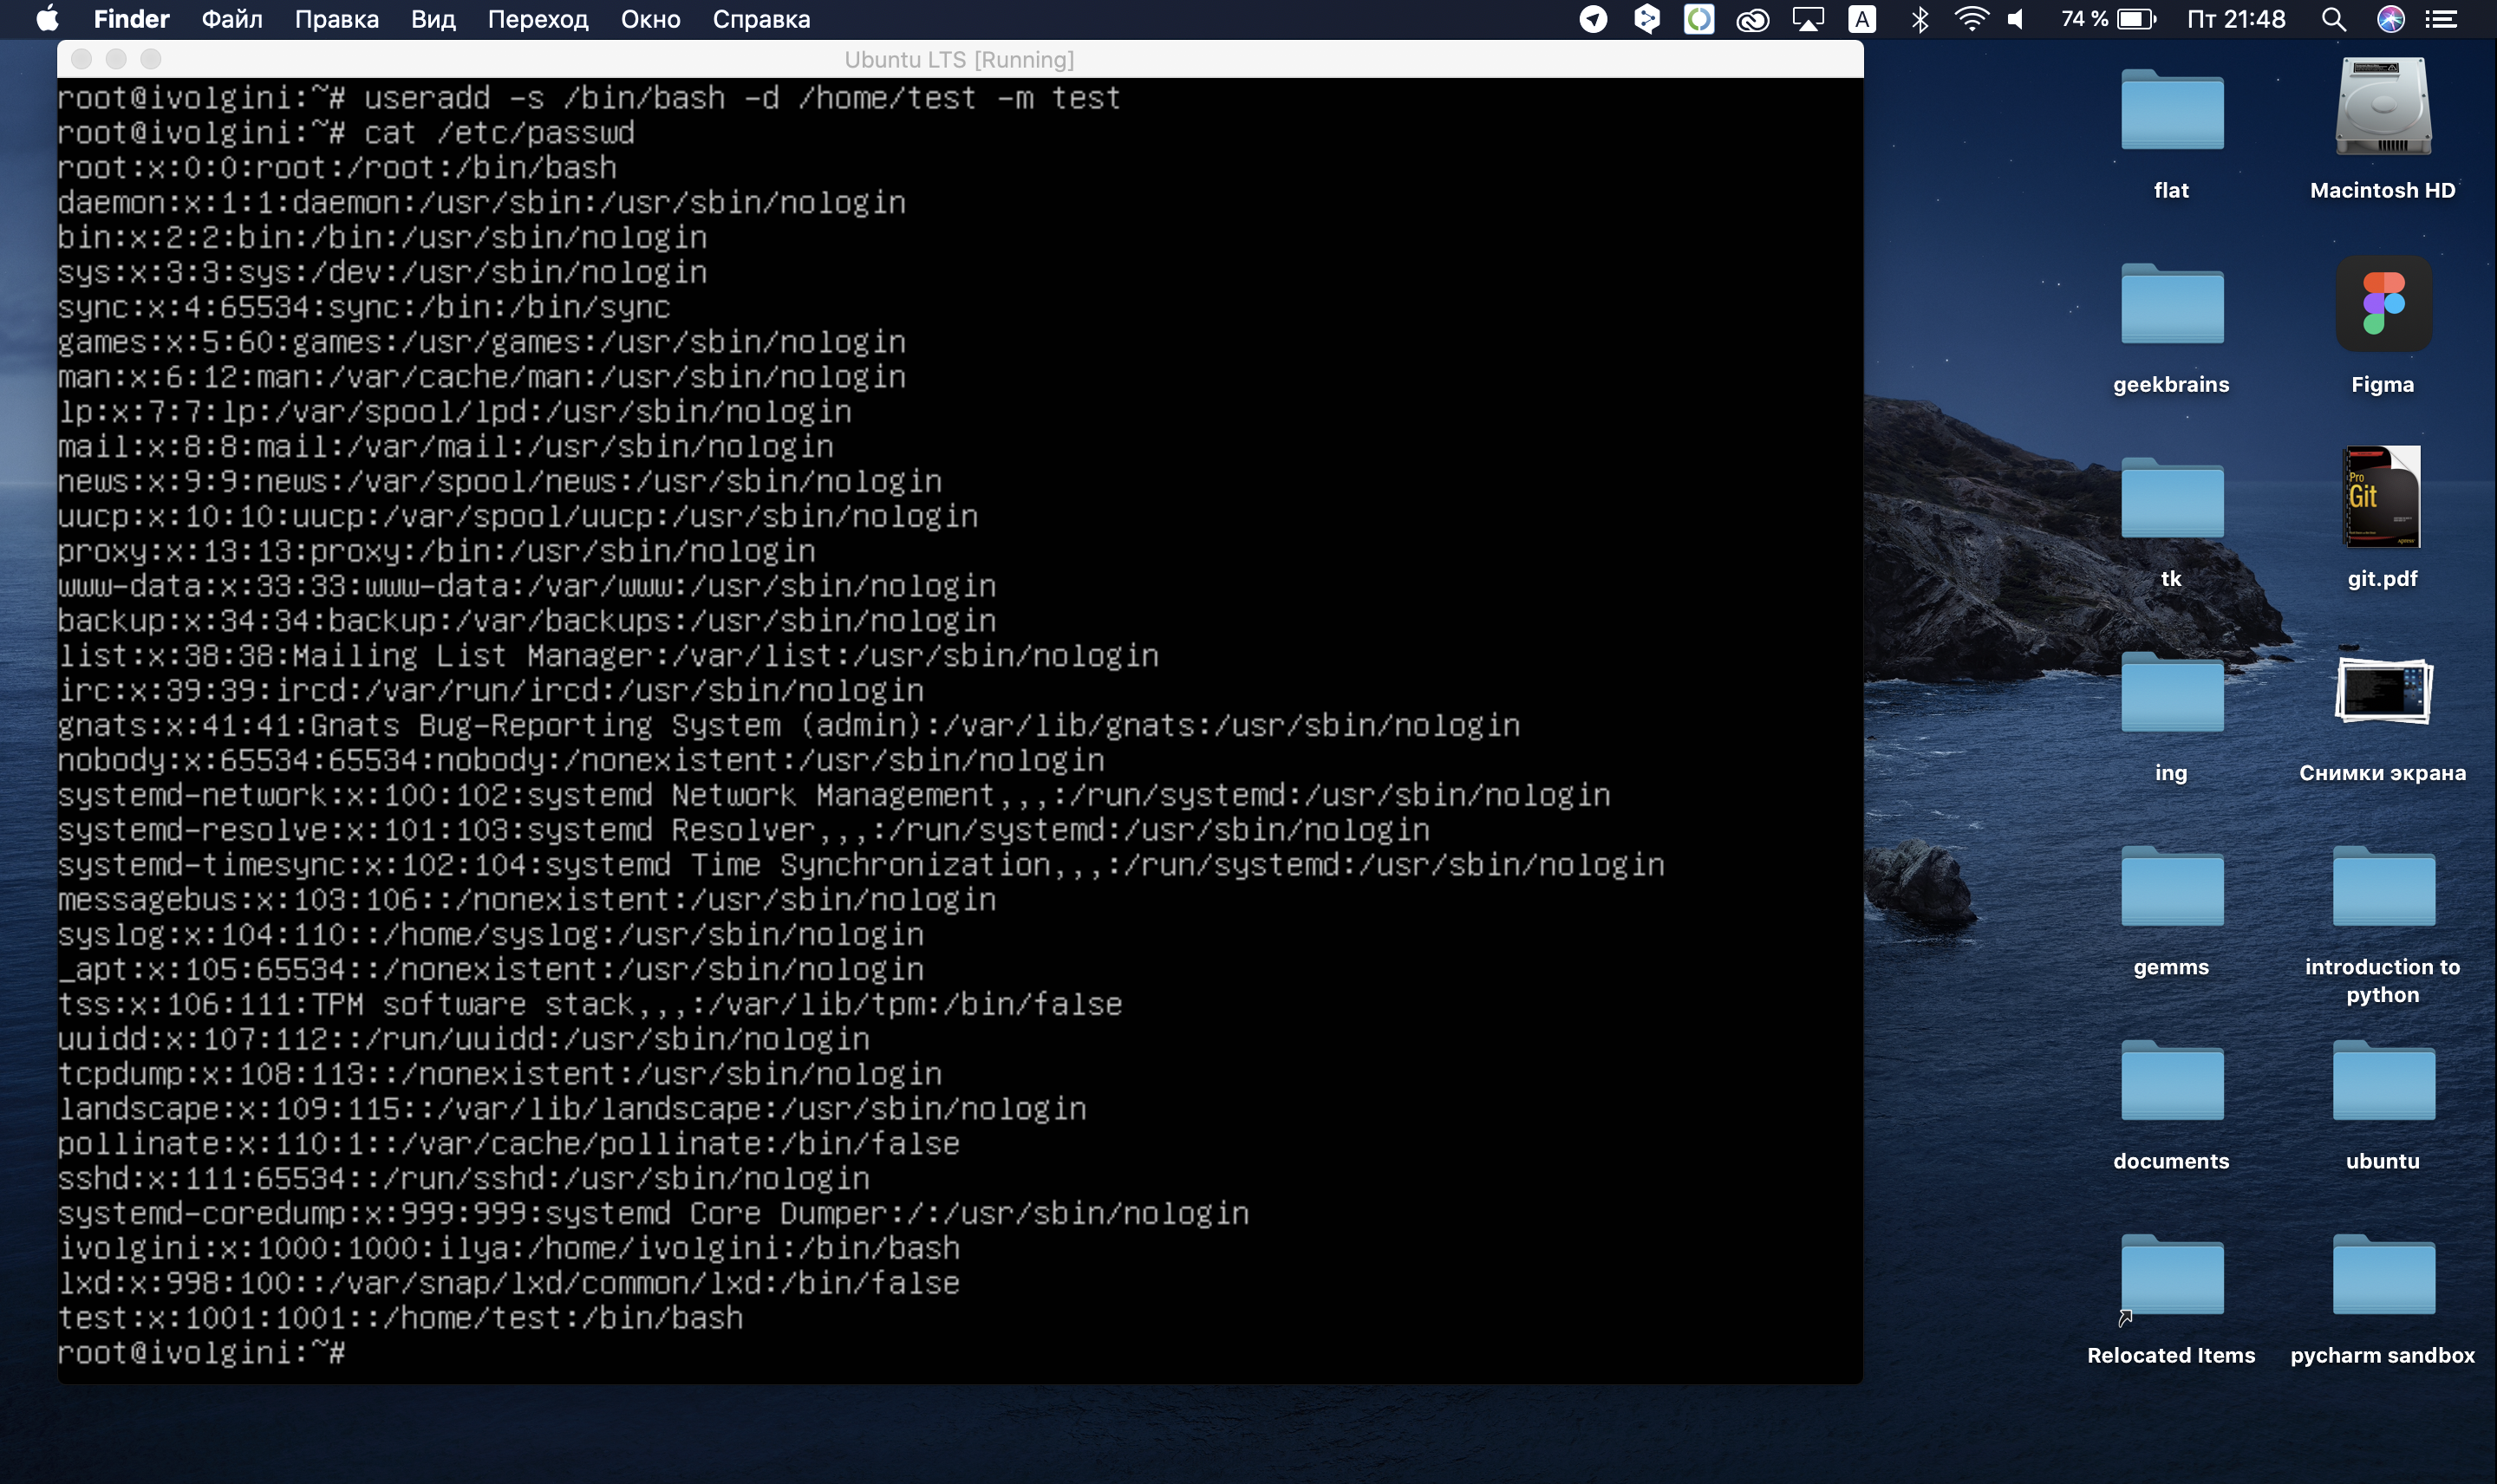 Finder Файл Правка Вид Переход Окно Справка A 74 % Пт 21:48
Ubuntu LTS [Running]
root@ivolgini:~# useradd -s /bin/bash -d /home/test -m test
root@ivolgini:~# cat /etc/passwd
root:x:0:0:root:/root:/bin/bash
daemon:x:1:1:daemon:/usr/sbin:/usr/sbin/nologin
bin:x:2:2:bin:/bin:/usr/sbin/nologin
sys:x:3:3:sys:/dev:/usr/sbin/nologin
sync:x:4:65534:sync:/bin:/bin/sync
games:x:5:60:games:/usr/games:/usr/sbin/nologin
man:x:6:12:man:/var/cache/man:/usr/sbin/nologin
lp:x:7:7:lp:/var/spool/lpd:/usr/sbin/nologin
mail:x:8:8:mail:/var/mail:/usr/sbin/nologin
news:x:9:9:news:/var/spool/news:/usr/sbin/nologin
uucp:x:10:10:uucp:/var/spool/uucp:/usr/sbin/nologin
proxy:x:13:13:proxy:/bin:/usr/sbin/nologin
www-data:x:33:33:www-data:/var/www:/usr/sbin/nologin
backup:x:34:34:backup:/var/backups:/usr/sbin/nologin
list:x:38:38:Mailing List Manager:/var/list:/usr/sbin/nologin
irc:x:39:39:ircd:/var/run/ircd:/usr/sbin/nologin
gnats:x:41:41:Gnats Bug-Reporting System (admin):/var/lib/gnats:/usr/sbin/nologin
nobody:x:65534:65534:nobody:/nonexistent:/usr/sbin/nologin
systemd-network:x:100:102:systemd Network Management,,,:/run/systemd:/usr/sbin/nologin
systemd-resolve:x:101:103:systemd Resolver,,,:/run/systemd:/usr/sbin/nologin
systemd-timesync:x:102:104:systemd Time Synchronization,,,:/run/systemd:/usr/sbin/nologin
messagebus:x:103:106::/nonexistent:/usr/sbin/nologin
syslog:x:104:110::/home/syslog:/usr/sbin/nologin
_apt:x:105:65534::/nonexistent:/usr/sbin/nologin
tss:x:106:111:TPM software stack,,,:/var/lib/tpm:/bin/false
uuidd:x:107:112::/run/uuidd:/usr/sbin/nologin
tcpdump:x:108:113::/nonexistent:/usr/sbin/nologin
landscape:x:109:115::/var/lib/landscape:/usr/sbin/nologin
pollinate:x:110:1::/var/cache/pollinate:/bin/false
sshd:x:111:65534::/run/sshd:/usr/sbin/nologin
systemd-coredump:x:999:999:systemd Core Dumper:/:/usr/sbin/nologin
ivolgini:x:1000:1000:ilya:/home/ivolgini:/bin/bash
lxd:x:998:100::/var/snap/lxd/common/lxd:/bin/false
test:x:1001:1001::/home/test:/bin/bash
root@ivolgini:~#
flat
Macintosh HD
geekbrains
Figma
Pro
Git
tk
git.pdf
ing
Снимки экрана
gemms
introduction to
python
documents
ubuntu
Relocated Items
pycharm sandbox